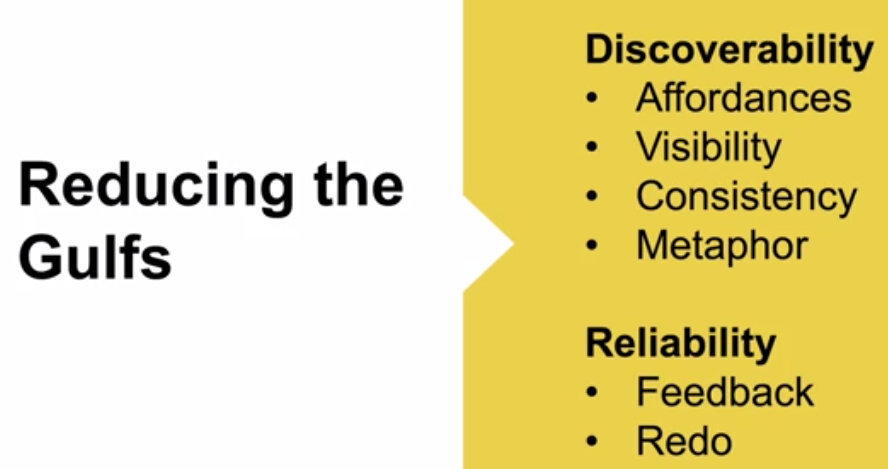 Reducing the
Gulfs
Discoverability
• Affordances
• Visibility
• Consistency
• Metaphor
Reliability
• Feedback
• Redo